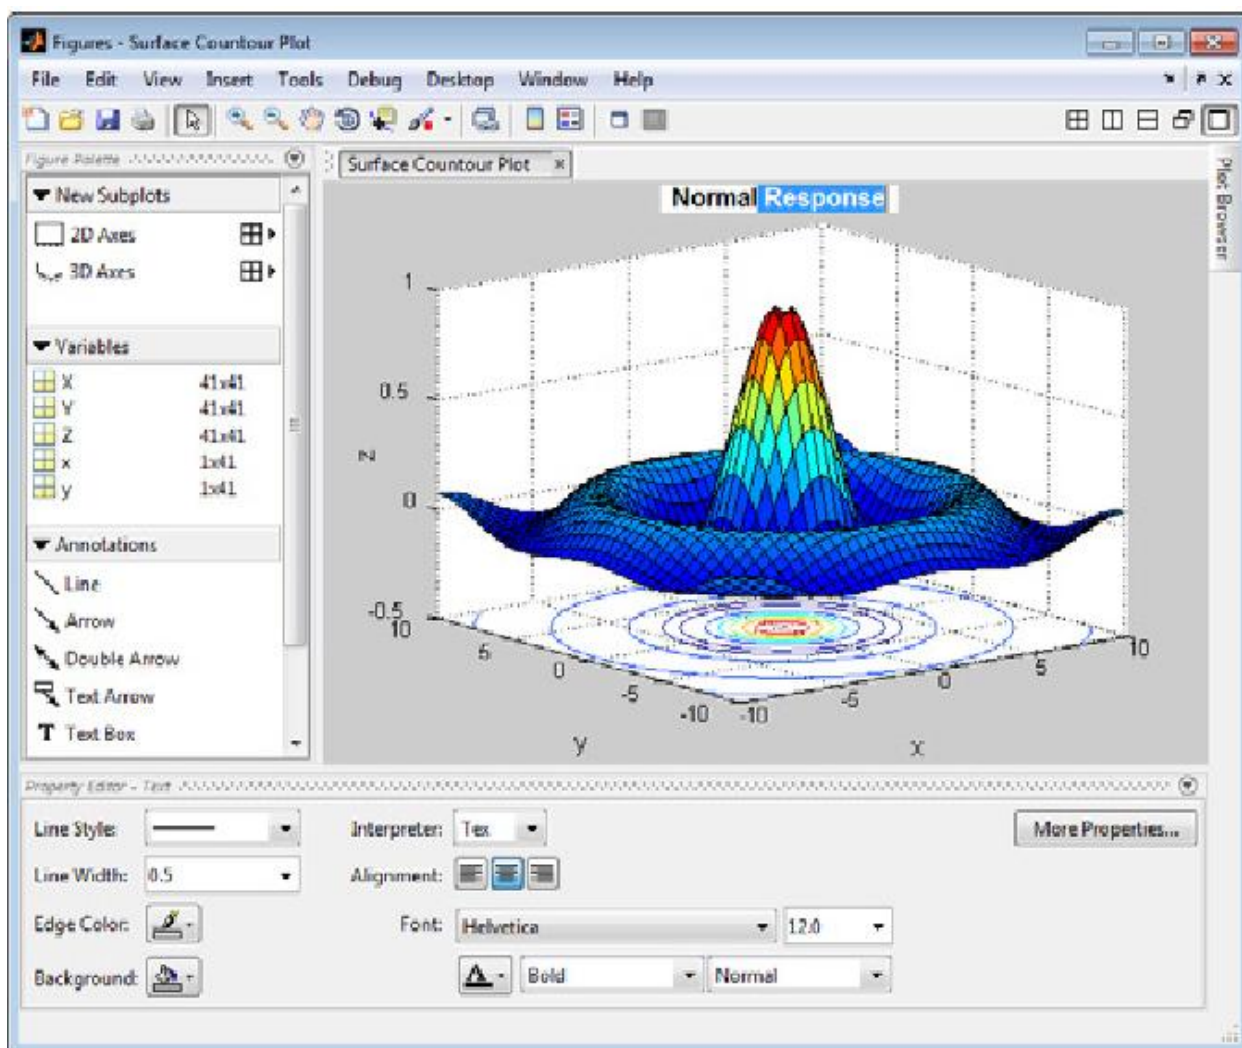 Figures - Surface Countour Plot
File Edit View Insert Tools Debug Desktop Window Help
Figure Palette
Surface Countour Plot
Plot Browser
New Subplots
2D Axes
3D Axes
Variables
X 41x41
Y 41x41
Z 41x41
x 1x41
y 1x41
Annotations
Line
Arrow
Double Arrow
Text Arrow
T Text Box
Normal Response
1
0.5
z
0
-0.5
10
5
0
-5
-10
y
-10
-5
0
5
10
x
Property Editor - Text
Line Style:
Interpreter: Tex
More Properties...
Line Width: 0.5
Alignment:
Edge Color:
Font: Helvetica 12.0
Background:
A Bold Normal